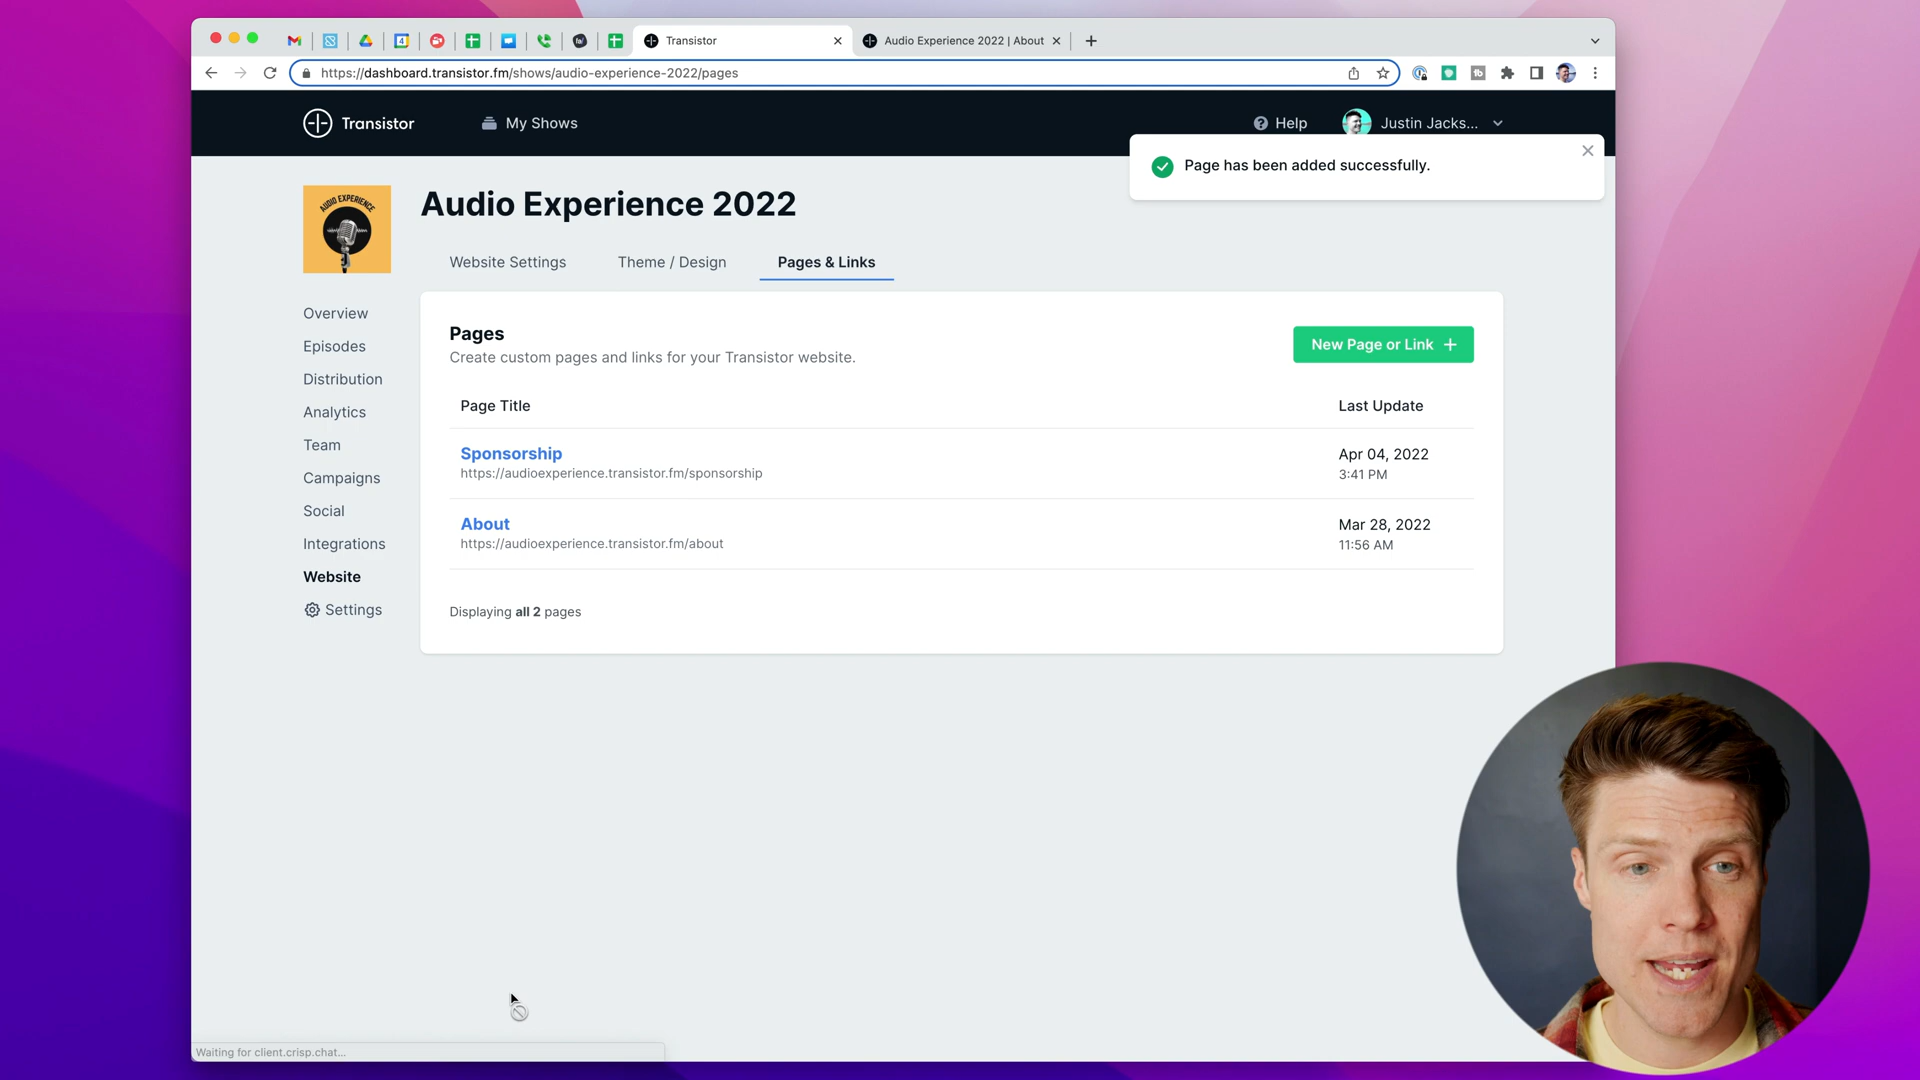 Transistor
Audio Experience 2022 | About
https://dashboard.transistor.fm/shows/audio-experience-2022/pages
Transistor
My Shows
Help
Justin Jacks...
Page has been added successfully.
AUDIO EXPERIENCE
Audio Experience 2022
Website Settings
Theme / Design
Pages & Links
Overview
Episodes
Distribution
Analytics
Team
Campaigns
Social
Integrations
Website
Settings
Pages
Create custom pages and links for your Transistor website.
New Page or Link +
Page Title
Last Update
Sponsorship
https://audioexperience.transistor.fm/sponsorship
Apr 04, 2022
3:41 PM
About
https://audioexperience.transistor.fm/about
Mar 28, 2022
11:56 AM
Displaying all 2 pages
Waiting for client.crisp.chat...